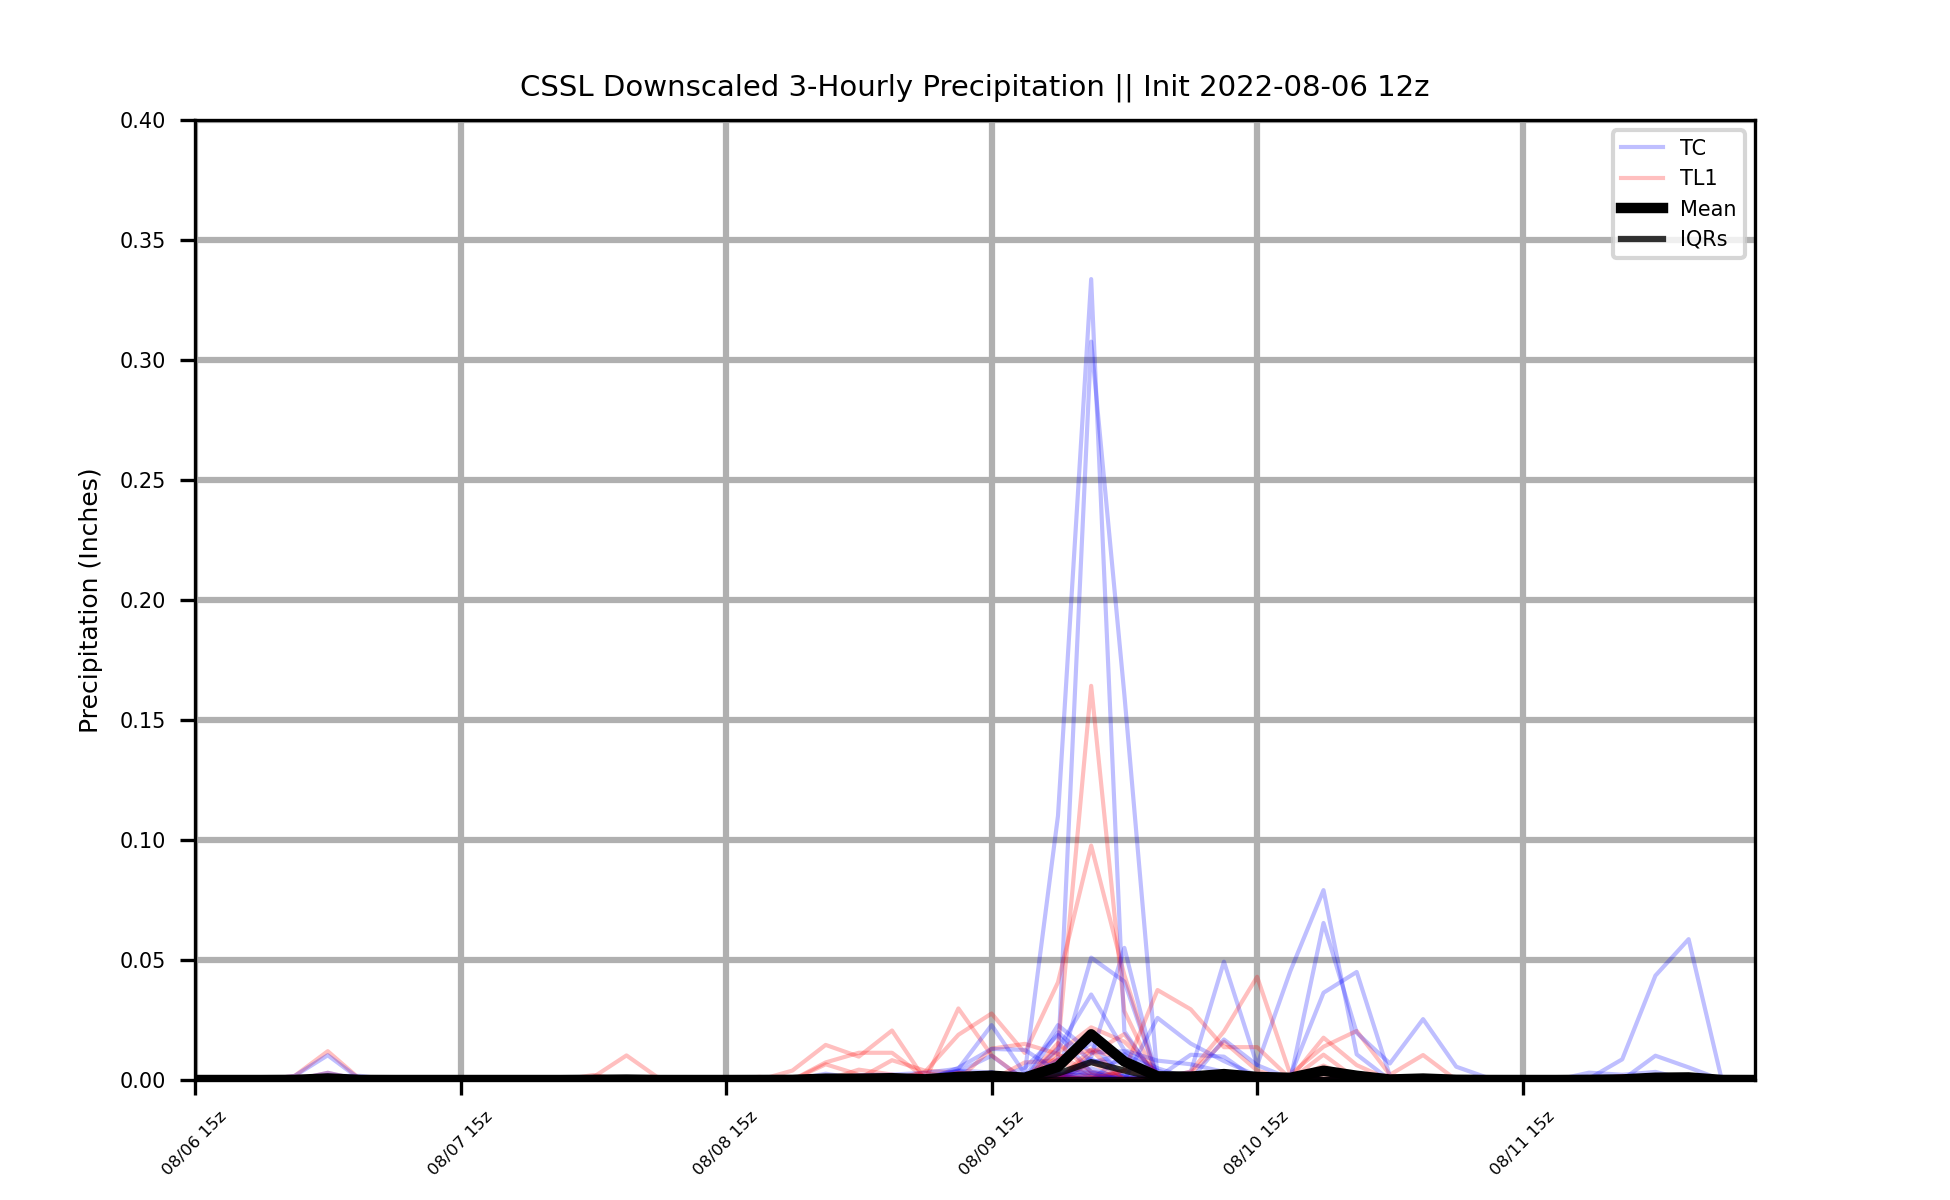 CSSL Downscaled 3-Hourly Precipitation || Init 2022-08-06 12z
Precipitation (Inches)
0.40
0.35
0.30
0.25
0.20
0.15
0.10
0.05
0.00
TC
TL1
Mean
IQRs
08/06 15z
08/07 15z
08/08 15z
08/09 15z
08/10 15z
08/11 15z